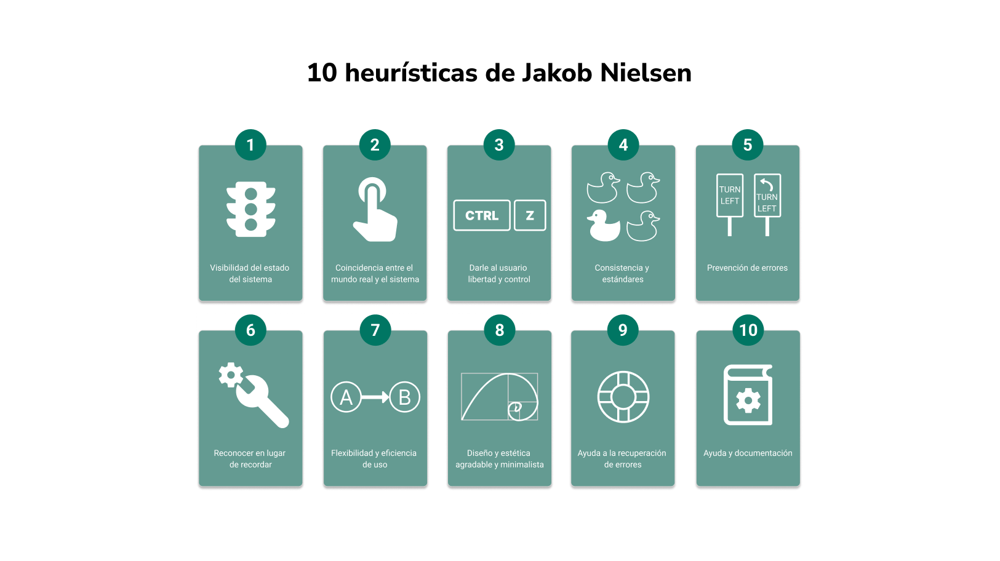 10 heurísticas de Jakob Nielsen
1
Visibilidad del estado
del sistema
2
Coincidencia entre el
mundo real y el sistema
3
CTRL
Z
Darle al usuario
libertad y control
4
Consistencia y
estándares
5
TURN
LEFT
TURN
LEFT
Prevención de errores
6
Reconocer en lugar
de recordar
7
A
B
Flexibilidad y eficiencia
de uso
8
Diseño y estética
agradable y minimalista
9
Ayuda a la recuperación
de errores
10
Ayuda y documentación